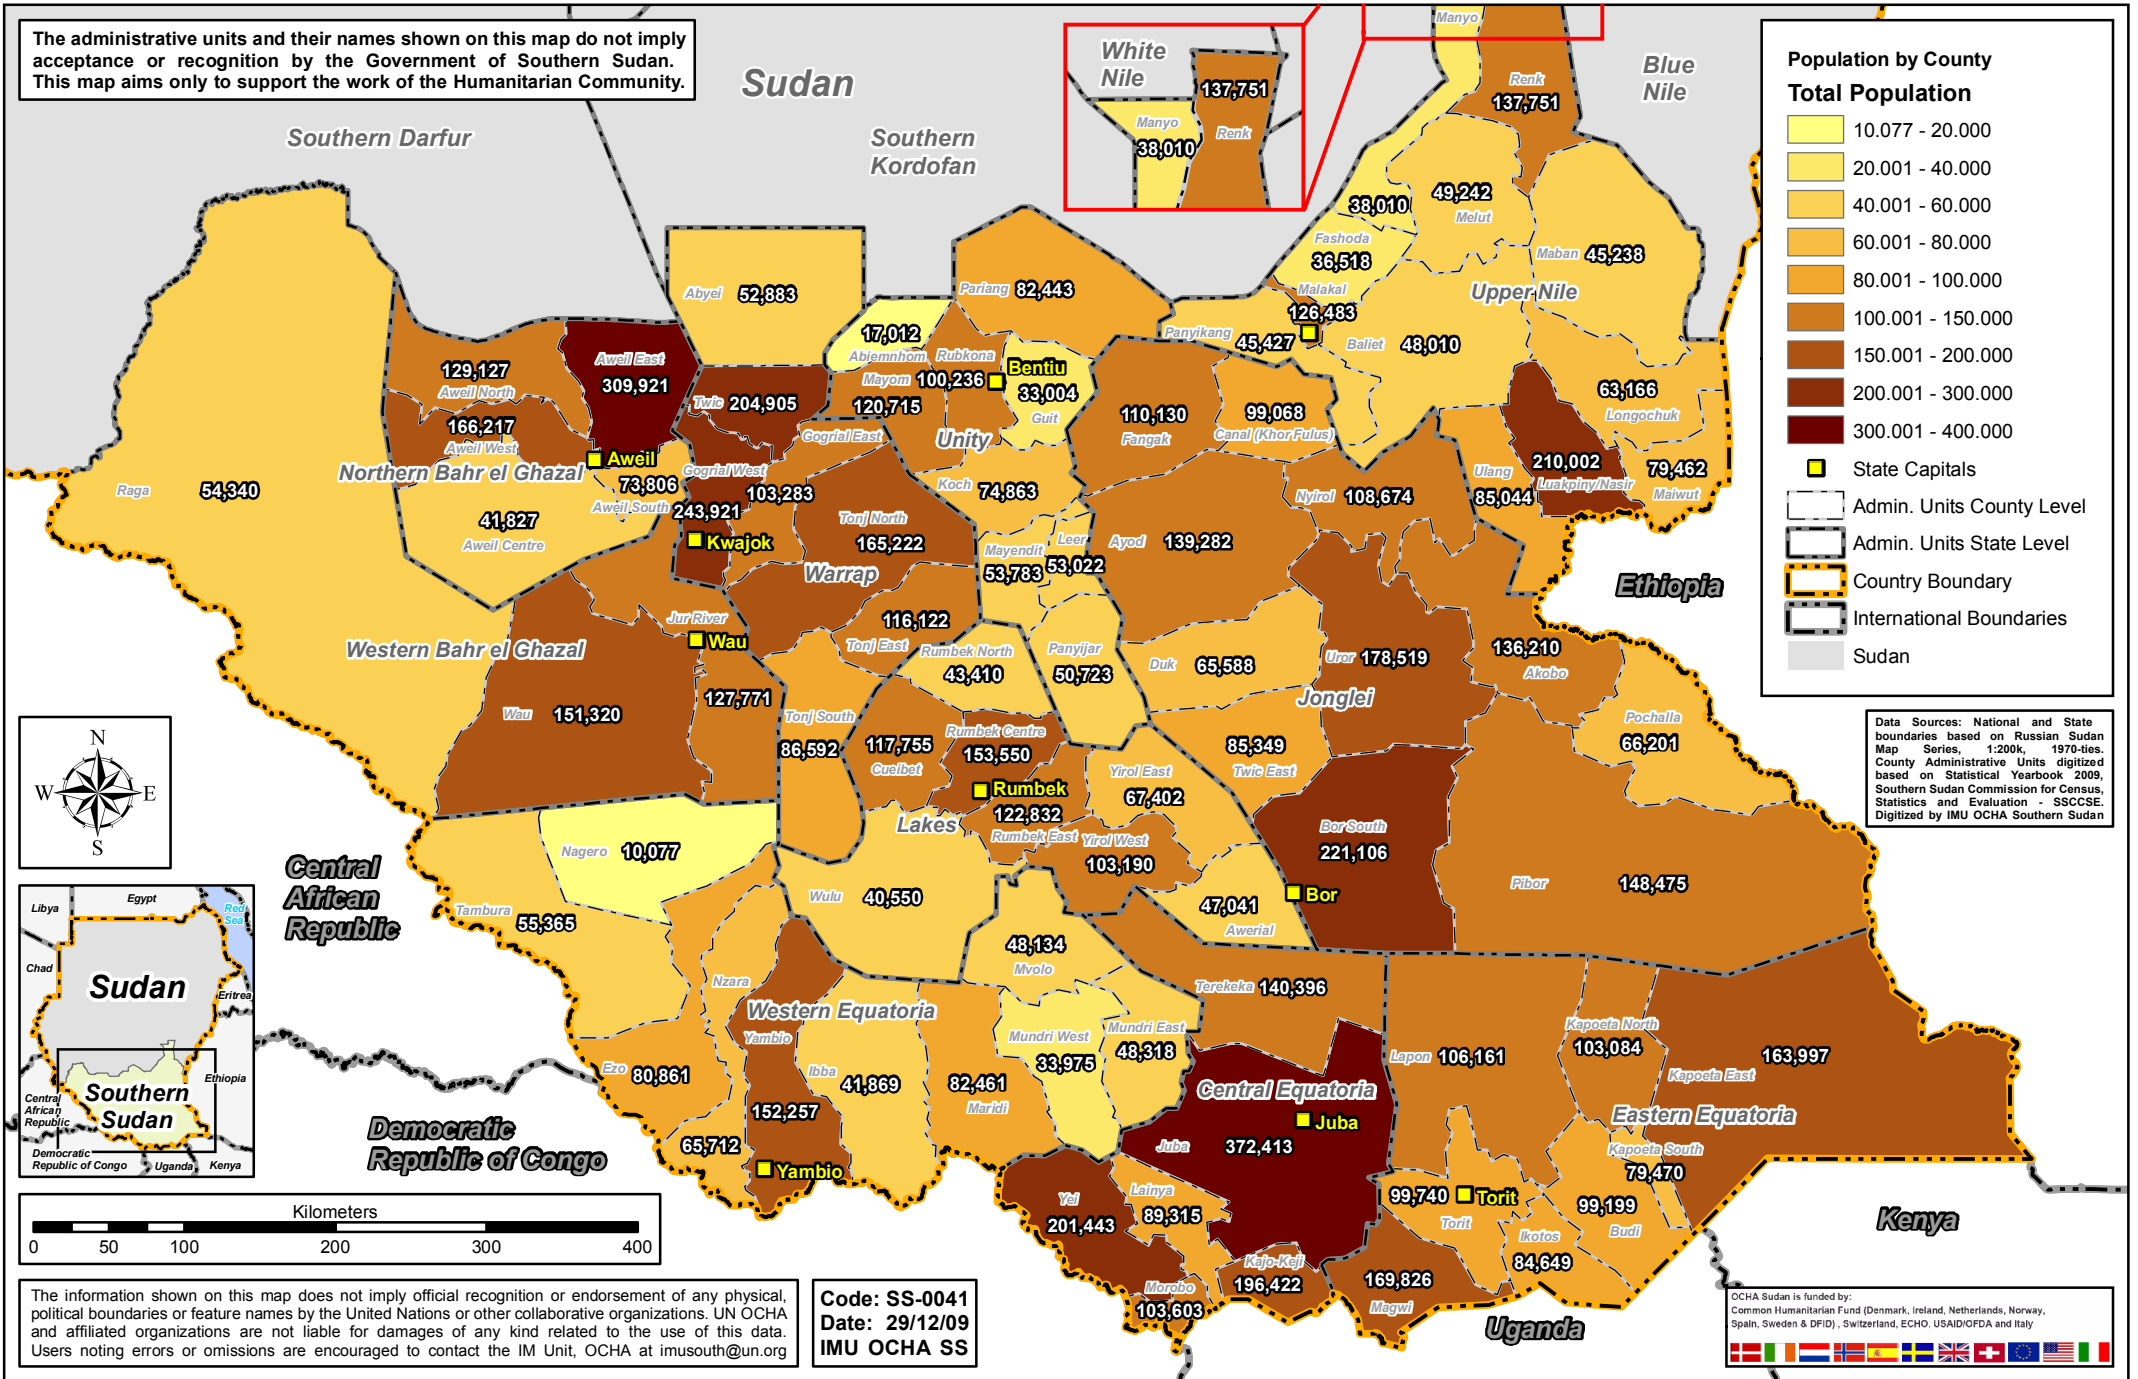 The administrative units and their names shown on this map do not imply
acceptance or recognition by the Government of Southern Sudan.
This map aims only to support the work of the Humanitarian Community.
Sudan
Southern Darfur
Southern
Kordofan
White
Nile
137,751
Manyo
38,010
Renk
Manyo
Renk
137,751
Blue
Nile
Population by County
Total Population
10.077 - 20.000
20.001 - 40.000
40.001 - 60.000
60.001 - 80.000
80.001 - 100.000
100.001 - 150.000
150.001 - 200.000
200.001 - 300.000
300.001 - 400.000
State Capitals
Admin. Units County Level
Admin. Units State Level
Country Boundary
International Boundaries
Sudan
38,010
49,242
Melut
Fashoda
36,518
Maban 45,238
Malakal
126,483
Upper Nile
Panyikang
45,427
Baliet 48,010
63,166
Longochuk
210,002
Luakpiny/Nasir
79,462
Maiwut
Ulang
85,044
Abyei 52,883
Pariang 82,443
17,012
Abiemnhom
Rubkona
100,236
Bentiu
33,004
Guit
Mayom
120,715
Unity
Koch 74,863
Mayendit
53,783
Leer
53,022
Panyijar
50,723
129,127
Aweil North
Aweil East
309,921
166,217
Aweil West
Aweil
Northern Bahr el Ghazal
73,806
Aweil South
41,827
Aweil Centre
Raga 54,340
Western Bahr el Ghazal
Twic 204,905
Gogrial East
103,283
Gogrial West
243,921
Kwajok
Tonj North
165,222
Warrap
116,122
Tonj East
Tonj South
86,592
Jur River
Wau
127,771
Wau 151,320
110,130
Fangak
99,068
Canal (Khor Fulus)
Nyirol 108,674
Ayod 139,282
Duk 65,588
Uror 178,519
136,210
Akobo
Jonglei
Pochalla
66,201
85,349
Twic East
Bor South
221,106
Bor
Pibor 148,475
Ethiopia
Rumbek North
43,410
117,755
Cueibet
Rumbek Centre
153,550
Rumbek
122,832
Rumbek East
Lakes
Yirol East
67,402
Yirol West
103,190
47,041
Awerial
Wulu 40,550
Data Sources: National and State
boundaries based on Russian Sudan
Map Series, 1:200k, 1970-ties.
County Administrative Units digitized
based on Statistical Yearbook 2009,
Southern Sudan Commission for Census,
Statistics and Evaluation - SSCCSE.
Digitized by IMU OCHA Southern Sudan
N
W E
S
Central
African
Republic
Nagero 10,077
Tambura
55,365
Nzara
65,712
Ezo 80,861
Western Equatoria
Yambio
152,257
Yambio
Ibba
41,869
82,461
Maridi
48,134
Mvolo
Mundri West
33,975
Mundri East
48,318
Terekeka 140,396
Central Equatoria
Juba
Juba 372,413
Yei
201,443
Lainya
89,315
Morobo
103,603
Kajo-Keji
196,422
Lapon 106,161
Kapoeta North
103,084
163,997
Kapoeta East
Eastern Equatoria
Kapoeta South
79,470
99,740
Torit
Torit
99,199
Budi
Ikotos
84,649
169,826
Magwi
Kenya
Uganda
Democratic
Republic of Congo
Libya
Egypt
Red
Sea
Chad
Sudan
Eritrea
Ethiopia
Southern
Sudan
Central
African
Republic
Democratic
Republic of Congo
Uganda
Kenya
Kilometers
0 50 100 200 300 400
The information shown on this map does not imply official recognition or endorsement of any physical,
political boundaries or feature names by the United Nations or other collaborative organizations. UN OCHA
and affiliated organizations are not liable for damages of any kind related to the use of this data.
Users noting errors or omissions are encouraged to contact the IM Unit, OCHA at imusouth@un.org
Code: SS-0041
Date: 29/12/09
IMU OCHA SS
OCHA Sudan is funded by:
Common Humanitarian Fund (Denmark, Ireland, Netherlands, Norway,
Spain, Sweden & DFID) , Switzerland, ECHO, USAID/OFDA and Italy